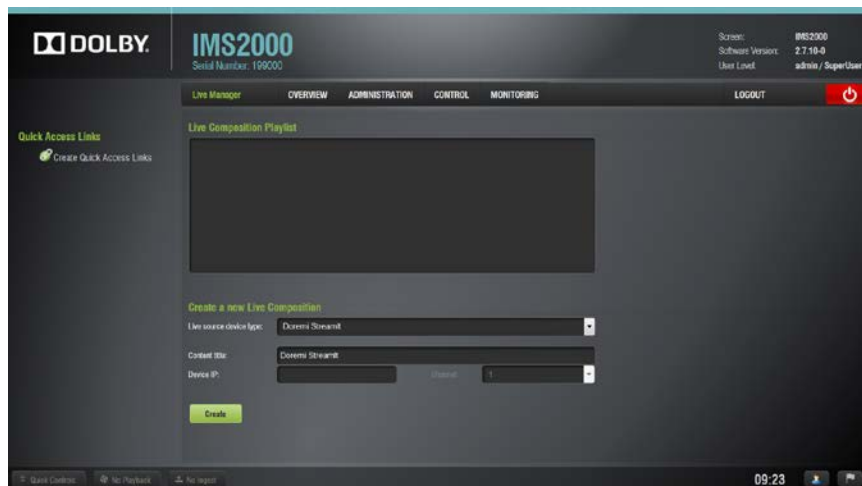 DOLBY.
IMS2000
Serial Number: 199000
Screen: IMS2000
Software Version: 2.7.10-0
User Level: admin / SuperUser
Live Manager OVERVIEW ADMINISTRATION CONTROL MONITORING LOGOUT
Quick Access Links
Create Quick Access Links
Live Composition Playlist
Create a new Live Composition
Live source device type: Doremi Streamit
Content title: Doremi Streamit
Device IP: Channel: 1
Create
Quick Controls No Playback No Ingest 09:23